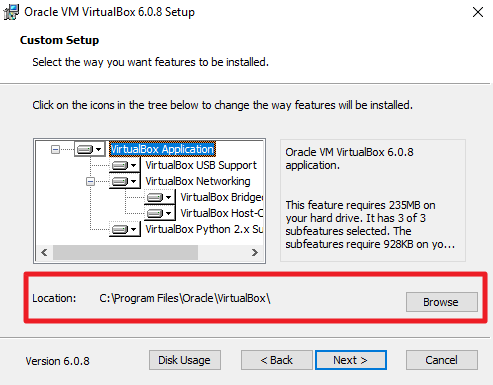 Oracle VM VirtualBox 6.0.8 Setup
Custom Setup
Select the way you want features to be installed.
Click on the icons in the tree below to change the way features will be installed.
VirtualBox Application
VirtualBox USB Support
VirtualBox Networking
VirtualBox Bridge
VirtualBox Host-C
VirtualBox Python 2.x Su
Oracle VM VirtualBox 6.0.8
application.
This feature requires 235MB on
your hard drive. It has 3 of 3
subfeatures selected. The
subfeatures require 928KB on yo...
Location: C:\Program Files\Oracle\VirtualBox\ Browse
Version 6.0.8 Disk Usage < Back Next > Cancel